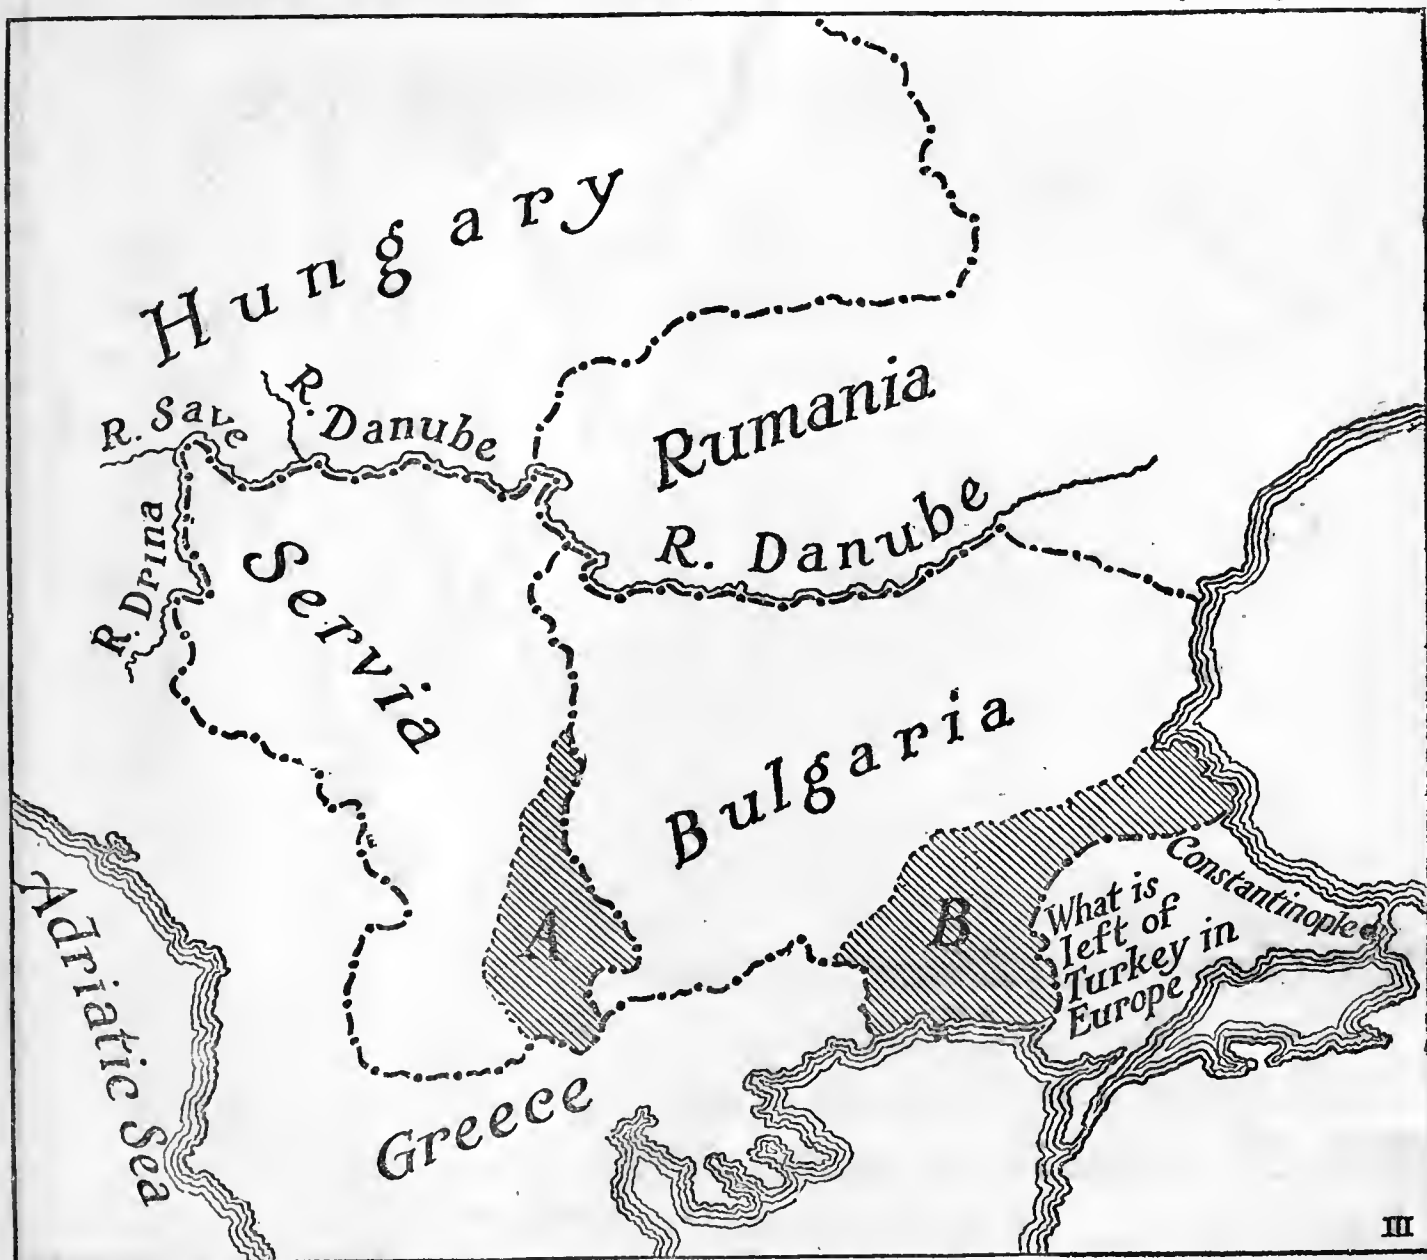 Hungary
R. Save
R. Danube
Rumania
R. Drina
Servia
R. Danube
Bulgaria
A
B
Constantinople
What is
left of
Turkey in
Europe
Adriatic Sea
Greece
III